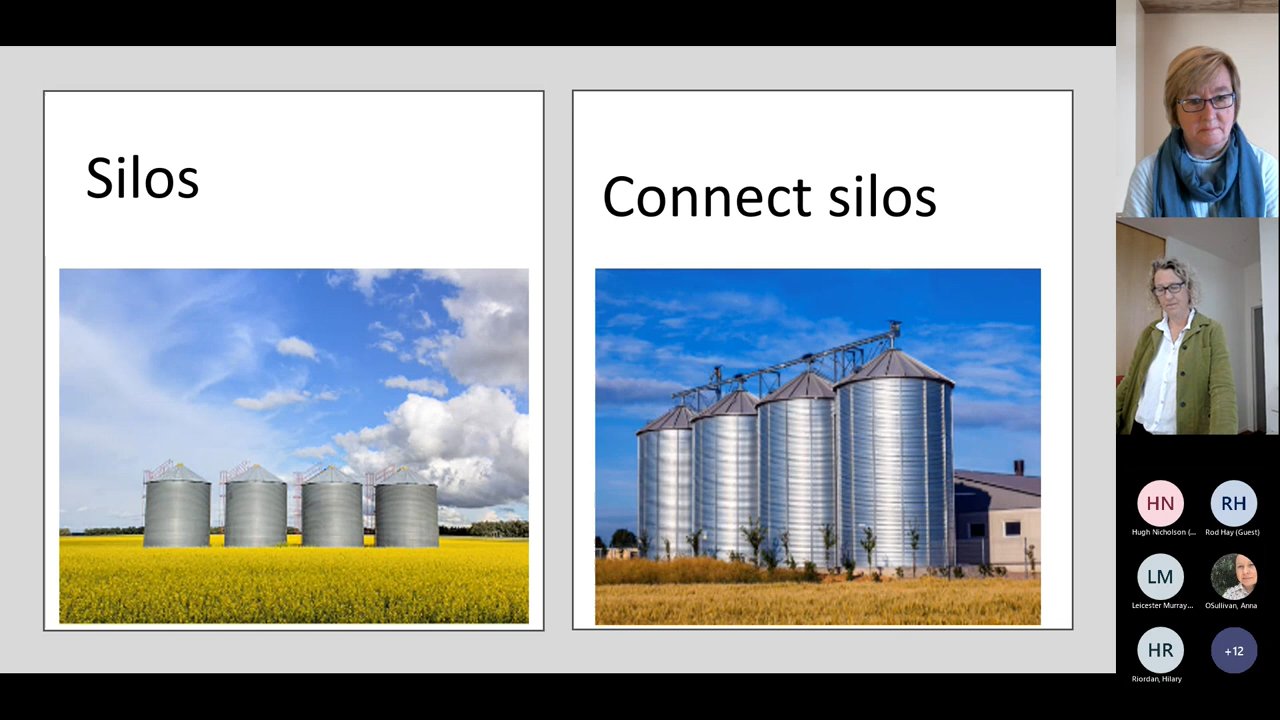 Silos
Connect silos
HN
RH
Hugh Nicholson (...
Rod Hay (Guest)
LM
Leicester Murray...
OSullivan, Anna
HR
+12
Riordan, Hilary